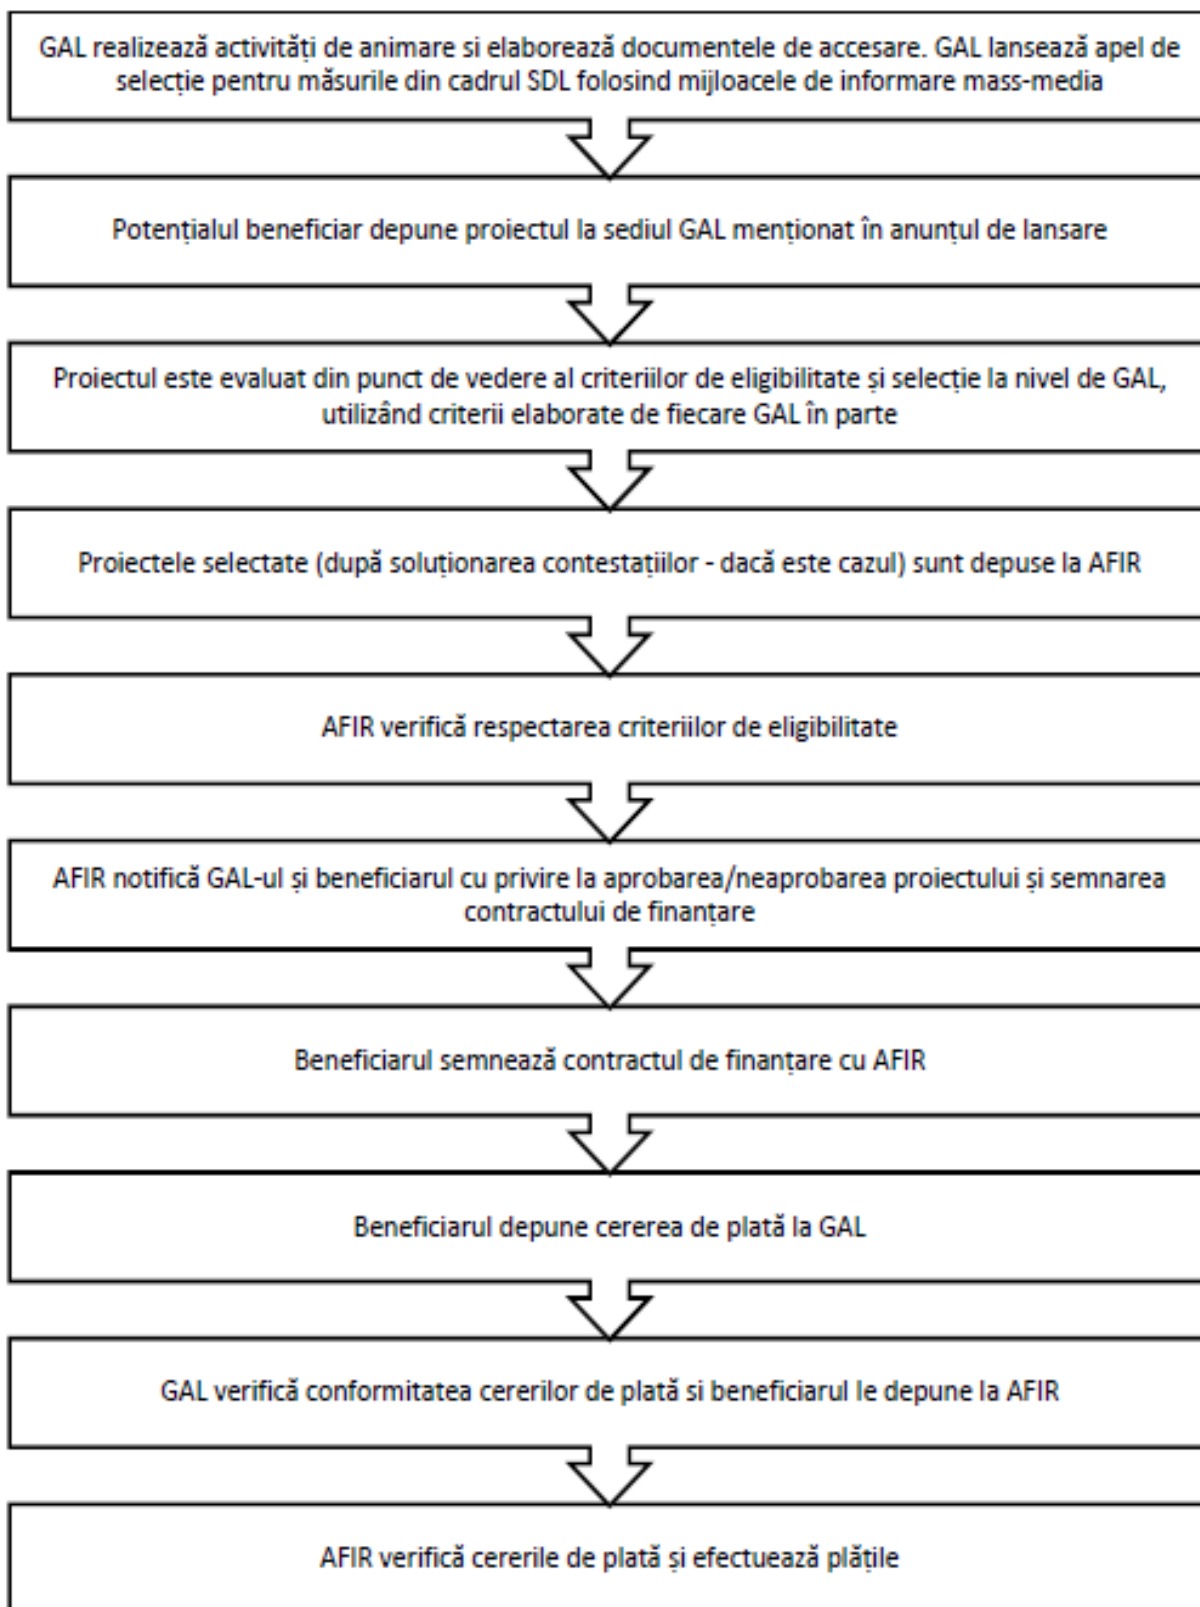 GAL realizează activități de animare si elaborează documentele de accesare. GAL lansează apel de
selecție pentru măsurile din cadrul SDL folosind mijloacele de informare mass-media
Potențialul beneficiar depune proiectul la sediul GAL menționat în anunțul de lansare
Proiectul este evaluat din punct de vedere al criteriilor de eligibilitate și selecție la nivel de GAL,
utilizând criterii elaborate de fiecare GAL în parte
Proiectele selectate (după soluționarea contestațiilor - dacă este cazul) sunt depuse la AFIR
AFIR verifică respectarea criteriilor de eligibilitate
AFIR notifică GAL-ul și beneficiarul cu privire la aprobarea/neaprobarea proiectului și semnarea
contractului de finanțare
Beneficiarul semnează contractul de finanțare cu AFIR
Beneficiarul depune cererea de plată la GAL
GAL verifică conformitatea cererilor de plată si beneficiarul le depune la AFIR
AFIR verifică cererile de plată și efectuează plățile